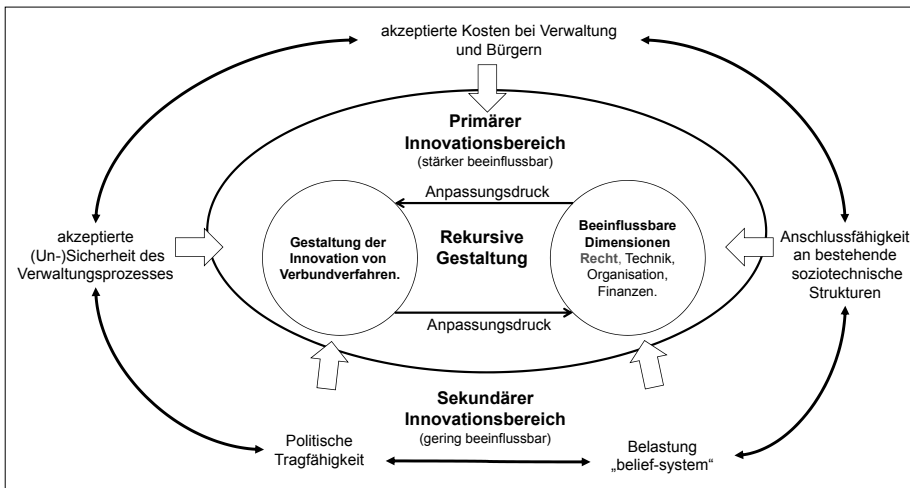 akzeptierte Kosten bei Verwaltung
und Bürgern
Primärer
Innovationsbereich
(stärker beeinflussbar)
Anpassungsdruck
akzeptierte
(Un-)Sicherheit des
Verwaltungsprozesses
Gestaltung der
Innovation von
Verbundverfahren.
Rekursive
Gestaltung
Beeinflussbare
Dimensionen
Recht, Technik,
Organisation,
Finanzen.
Anschlussfähigkeit
an bestehende
soziotechnische
Strukturen
Anpassungsdruck
Sekundärer
Innovationsbereich
(gering beeinflussbar)
Politische
Tragfähigkeit
Belastung
„belief-system“